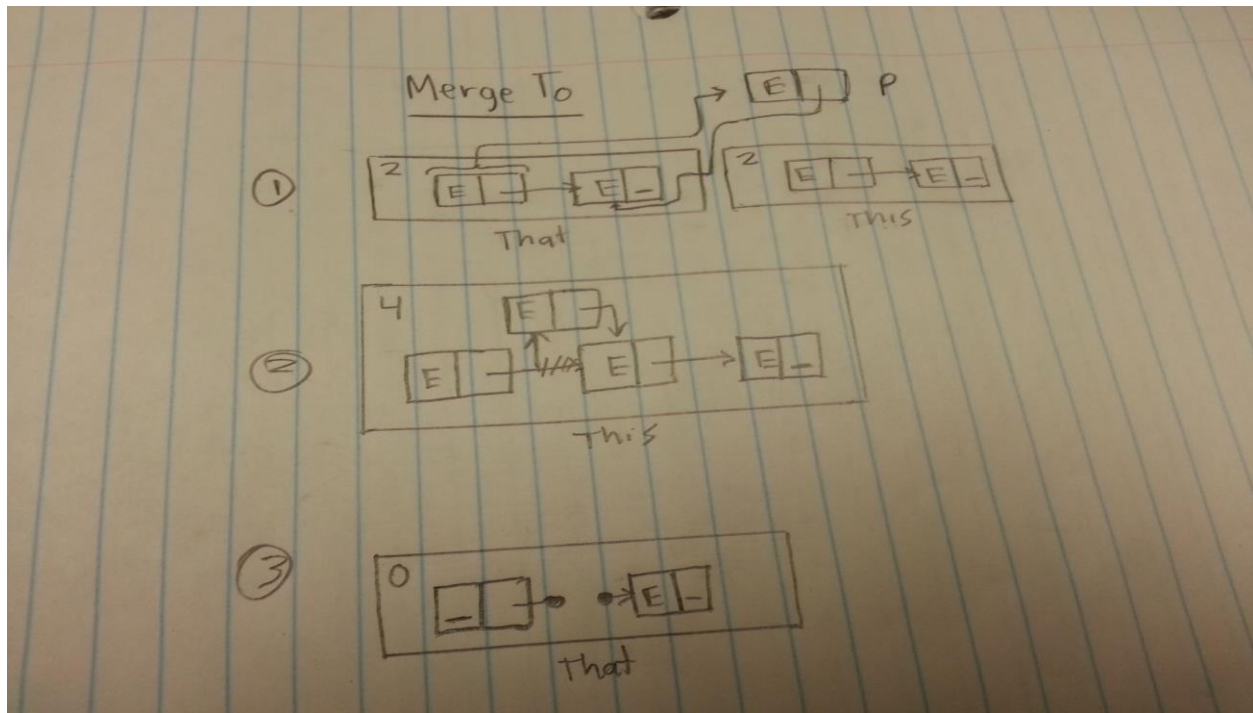 Merge To
E P
① 2 E E _ 2 E E _
That This
4 E
② E E E _
This
③ 0 _ E _
That